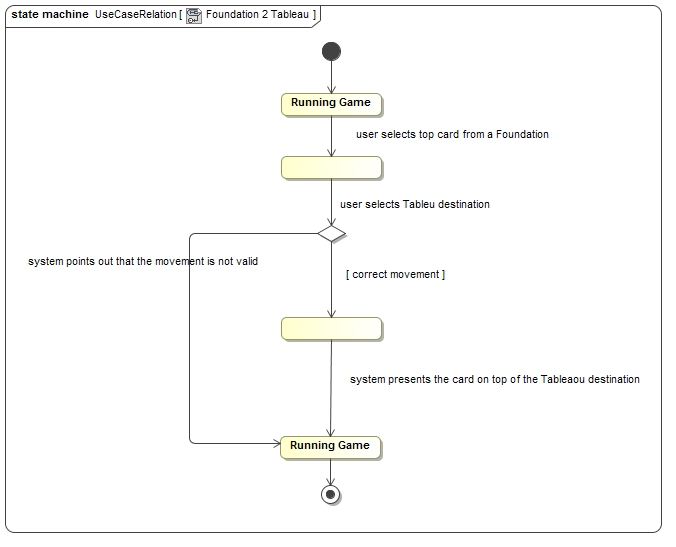 state machine UseCaseRelation [ Foundation 2 Tableau ]
Running Game
user selects top card from a Foundation
user selects Tableu destination
system points out that the movement is not valid
[ correct movement ]
system presents the card on top of the Tableaou destination
Running Game